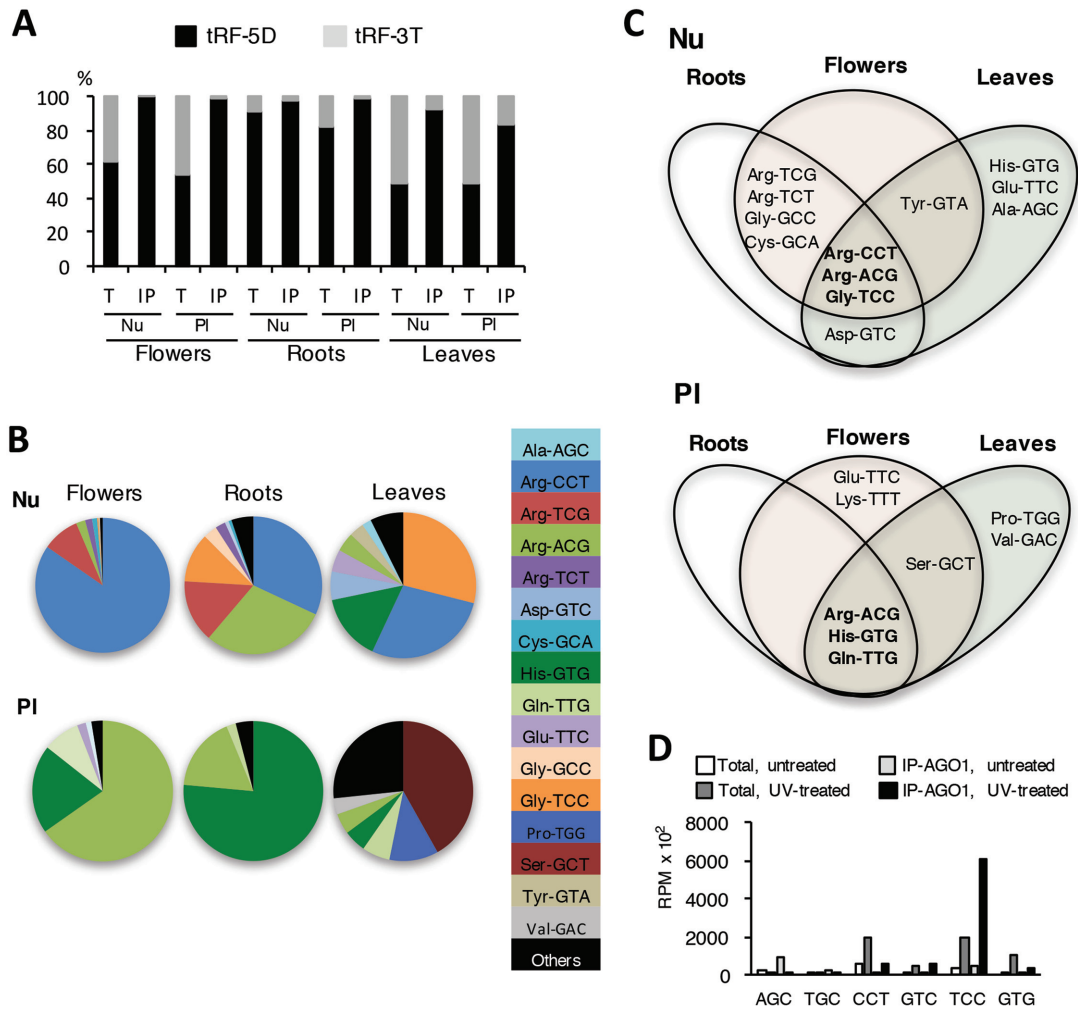 A
tRF-5D tRF-3T
%
100
80
60
40
20
0
T IP T IP T IP T IP T IP T IP
Nu Pl Nu Pl Nu Pl
Flowers Roots Leaves
B
Nu
Flowers Roots Leaves
Pl
Ala-AGC
Arg-CCT
Arg-TCG
Arg-ACG
Arg-TCT
Asp-GTC
Cys-GCA
His-GTG
Gln-TTG
Glu-TTC
Gly-GCC
Gly-TCC
Pro-TGG
Ser-GCT
Tyr-GTA
Val-GAC
Others
C
Nu
Roots Flowers Leaves
Arg-TCG
Arg-TCT
Gly-GCC
Cys-GCA
Tyr-GTA
His-GTG
Glu-TTC
Ala-AGC
Arg-CCT
Arg-ACG
Gly-TCC
Asp-GTC
Pl
Roots Flowers Leaves
Glu-TTC
Lys-TTT
Pro-TGG
Val-GAC
Ser-GCT
Arg-ACG
His-GTG
Gln-TTG
D
Total, untreated IP-AGO1, untreated
Total, UV-treated IP-AGO1, UV-treated
RPM x 10²
8000
6000
4000
2000
0
AGC TGC CCT GTC TCC GTG